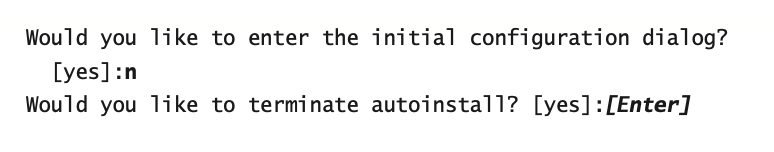 Would you like to enter the initial configuration dialog?
[yes]:n
Would you like to terminate autoinstall? [yes]:[Enter]